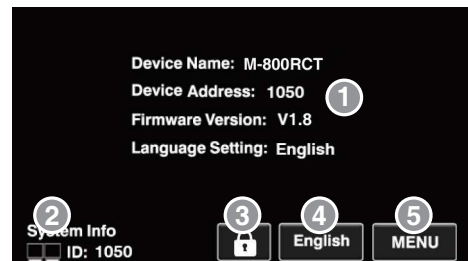 Device Name: M-800RCT
Device Address: 1050
1
Firmware Version: V1.8
Language Setting: English
2
3
4
5
System Info
English
MENU
ID: 1050